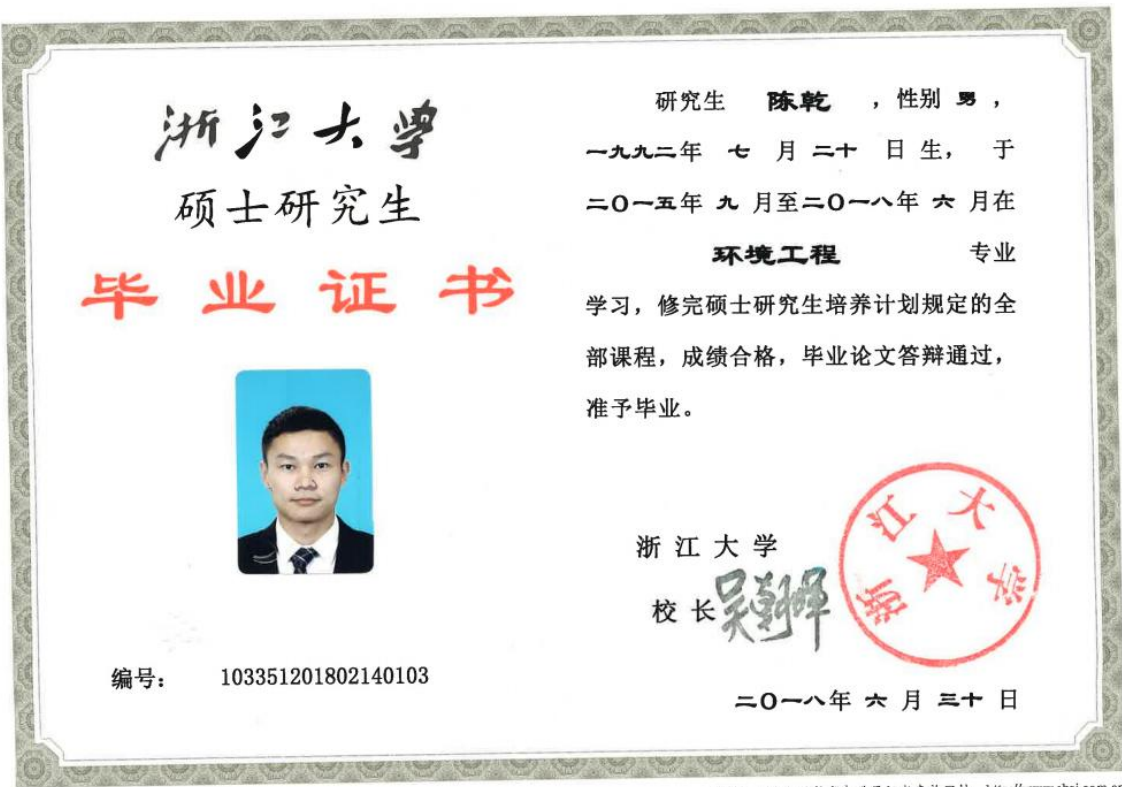 浙江大学
硕士研究生
毕业证书
编号: 103351201802140103
研究生 陈乾 ,性别 男,
一九九二年 七 月 二十 日生, 于
二〇一五年 九 月至二〇一八年 六 月在
环境工程 专业
学习,修完硕士研究生培养计划规定的全
部课程,成绩合格,毕业论文答辩通过,
准予毕业。
浙江大学
校长 吴朝晖
浙江大学
二〇一八年 六 月 三十 日